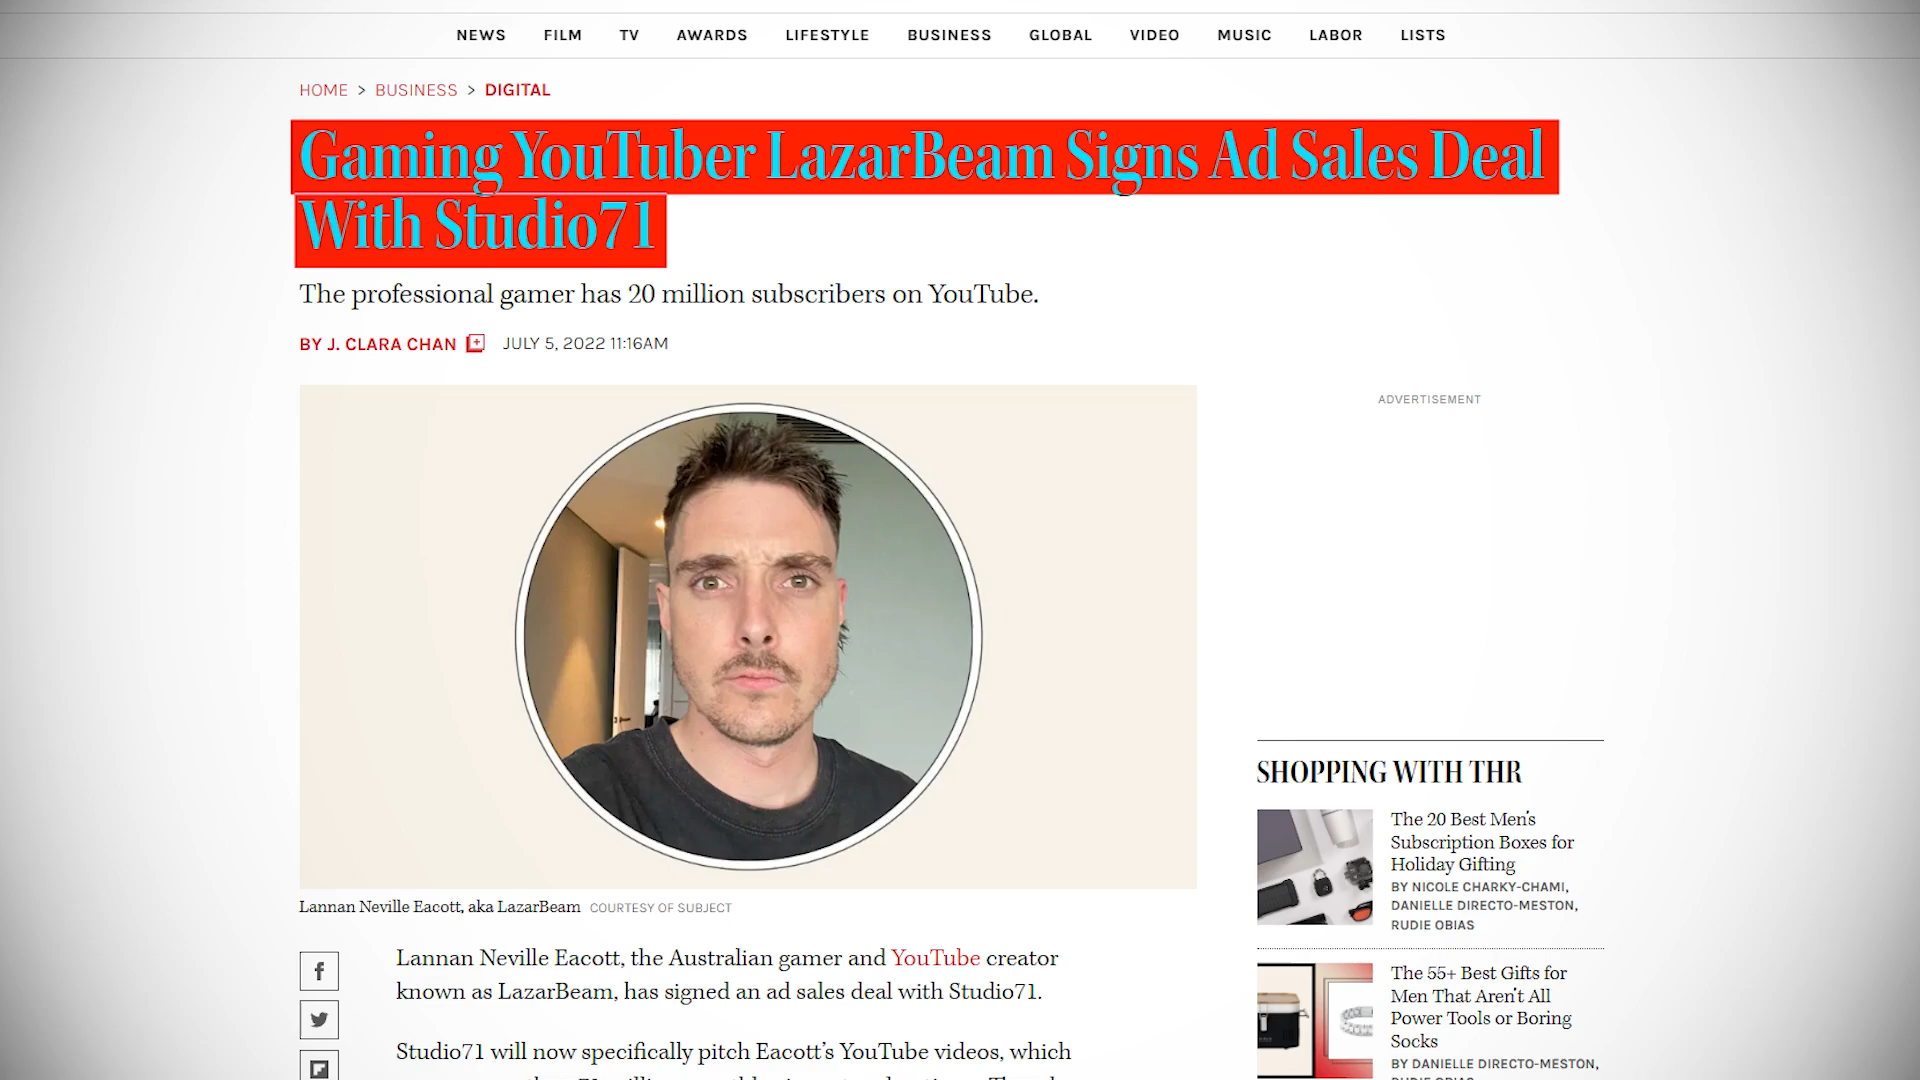 NEWS FILM TV AWARDS LIFESTYLE BUSINESS GLOBAL VIDEO MUSIC LABOR LISTS
HOME > BUSINESS > DIGITAL
Gaming YouTuber LazarBeam Signs Ad Sales Deal
With Studio71
The professional gamer has 20 million subscribers on YouTube.
BY J. CLARA CHAN JULY 5, 2022 11:16AM
ADVERTISEMENT
Lannan Neville Eacott, aka LazarBeam COURTESY OF SUBJECT
Lannan Neville Eacott, the Australian gamer and YouTube creator
known as LazarBeam, has signed an ad sales deal with Studio71.
Studio71 will now specifically pitch Eacott's YouTube videos, which
SHOPPING WITH THR
The 20 Best Men's
Subscription Boxes for
Holiday Gifting
BY NICOLE CHARKY-CHAMI,
DANIELLE DIRECTO-MESTON,
RUDIE OBIAS
The 55+ Best Gifts for
Men That Aren't All
Power Tools or Boring
Socks
BY DANIELLE DIRECTO-MESTON,
RUDIE OBIAS